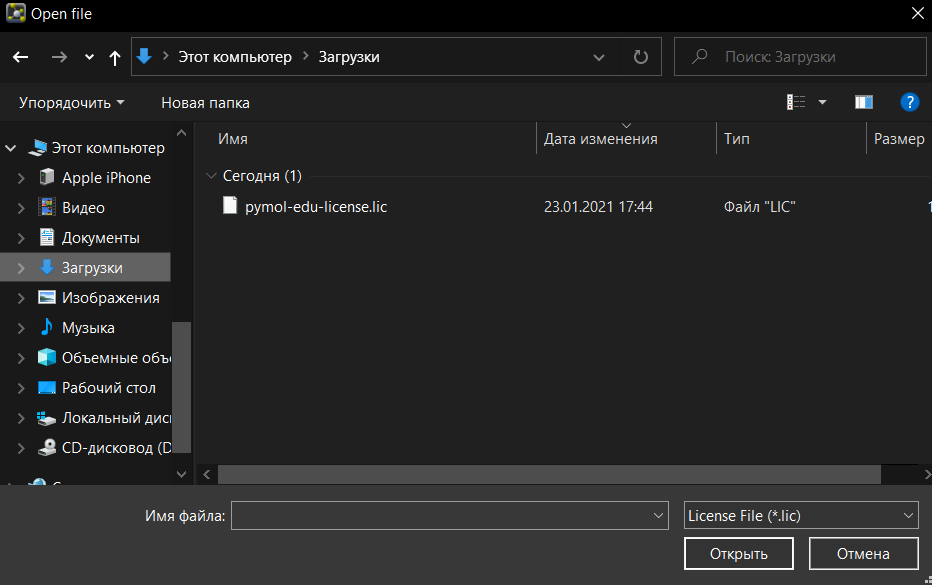 Open file
Этот компьютер Загрузки
Поиск: Загрузки
Упорядочить
Новая папка
?
Имя
Дата изменения
Тип
Размер
Этот компьютер
Apple iPhone
Видео
Документы
Загрузки
Изображения
Музыка
Объемные объ
Рабочий стол
Локальный дис
CD-дисковод (D
Сегодня (1)
pymol-edu-license.lic
23.01.2021 17:44
Файл "LIC"
1
Имя файла:
License File (*.lic)
Открыть
Отмена